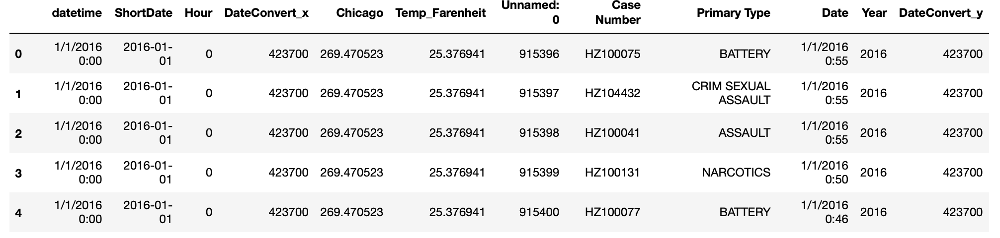 datetime ShortDate Hour DateConvert_x Chicago Temp_Farenheit Unnamed: 0 Case Number Primary Type Date Year DateConvert_y
0 1/1/2016 0:00 2016-01-01 0 423700 269.470523 25.376941 915396 HZ100075 BATTERY 1/1/2016 0:55 2016 423700
1 1/1/2016 0:00 2016-01-01 0 423700 269.470523 25.376941 915397 HZ104432 CRIM SEXUAL ASSAULT 1/1/2016 0:55 2016 423700
2 1/1/2016 0:00 2016-01-01 0 423700 269.470523 25.376941 915398 HZ100041 ASSAULT 1/1/2016 0:55 2016 423700
3 1/1/2016 0:00 2016-01-01 0 423700 269.470523 25.376941 915399 HZ100131 NARCOTICS 1/1/2016 0:50 2016 423700
4 1/1/2016 0:00 2016-01-01 0 423700 269.470523 25.376941 915400 HZ100077 BATTERY 1/1/2016 0:46 2016 423700